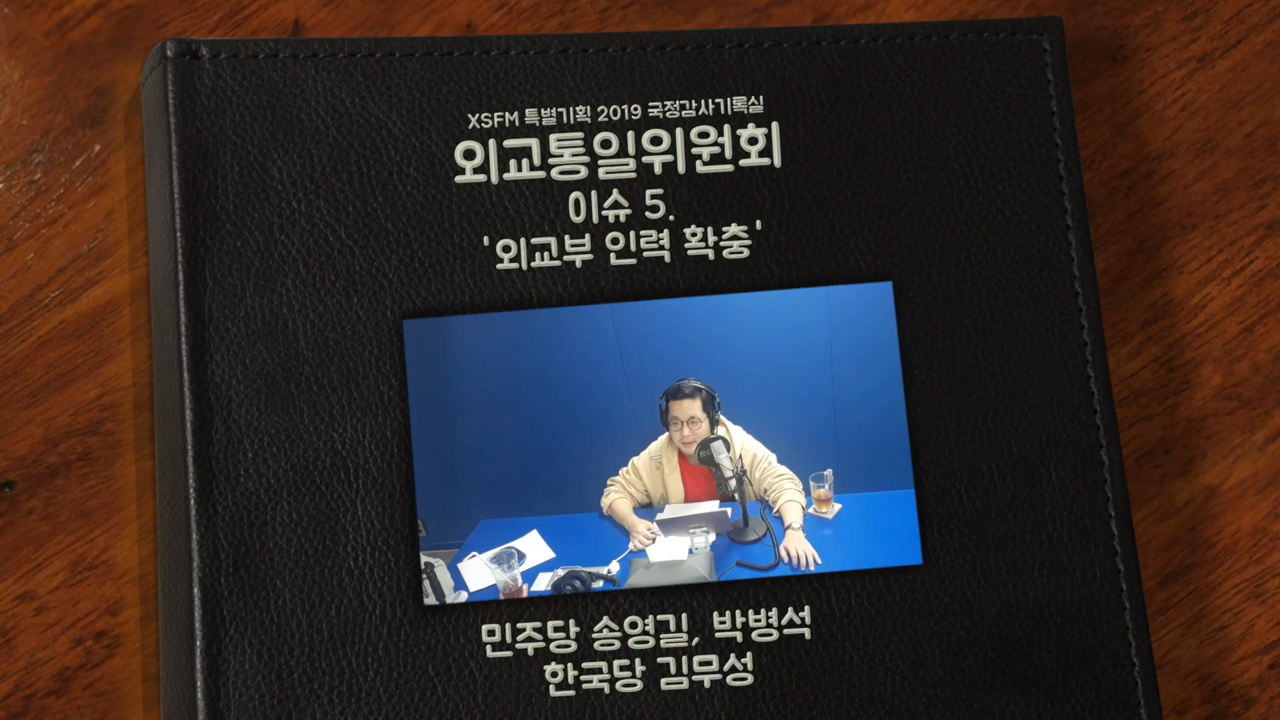 XSFM 특별기획 2019 국정감사기록실
외교통일위원회
이슈 5.
'외교부 인력 확충'
민주당 송영길, 박병석
한국당 김무성